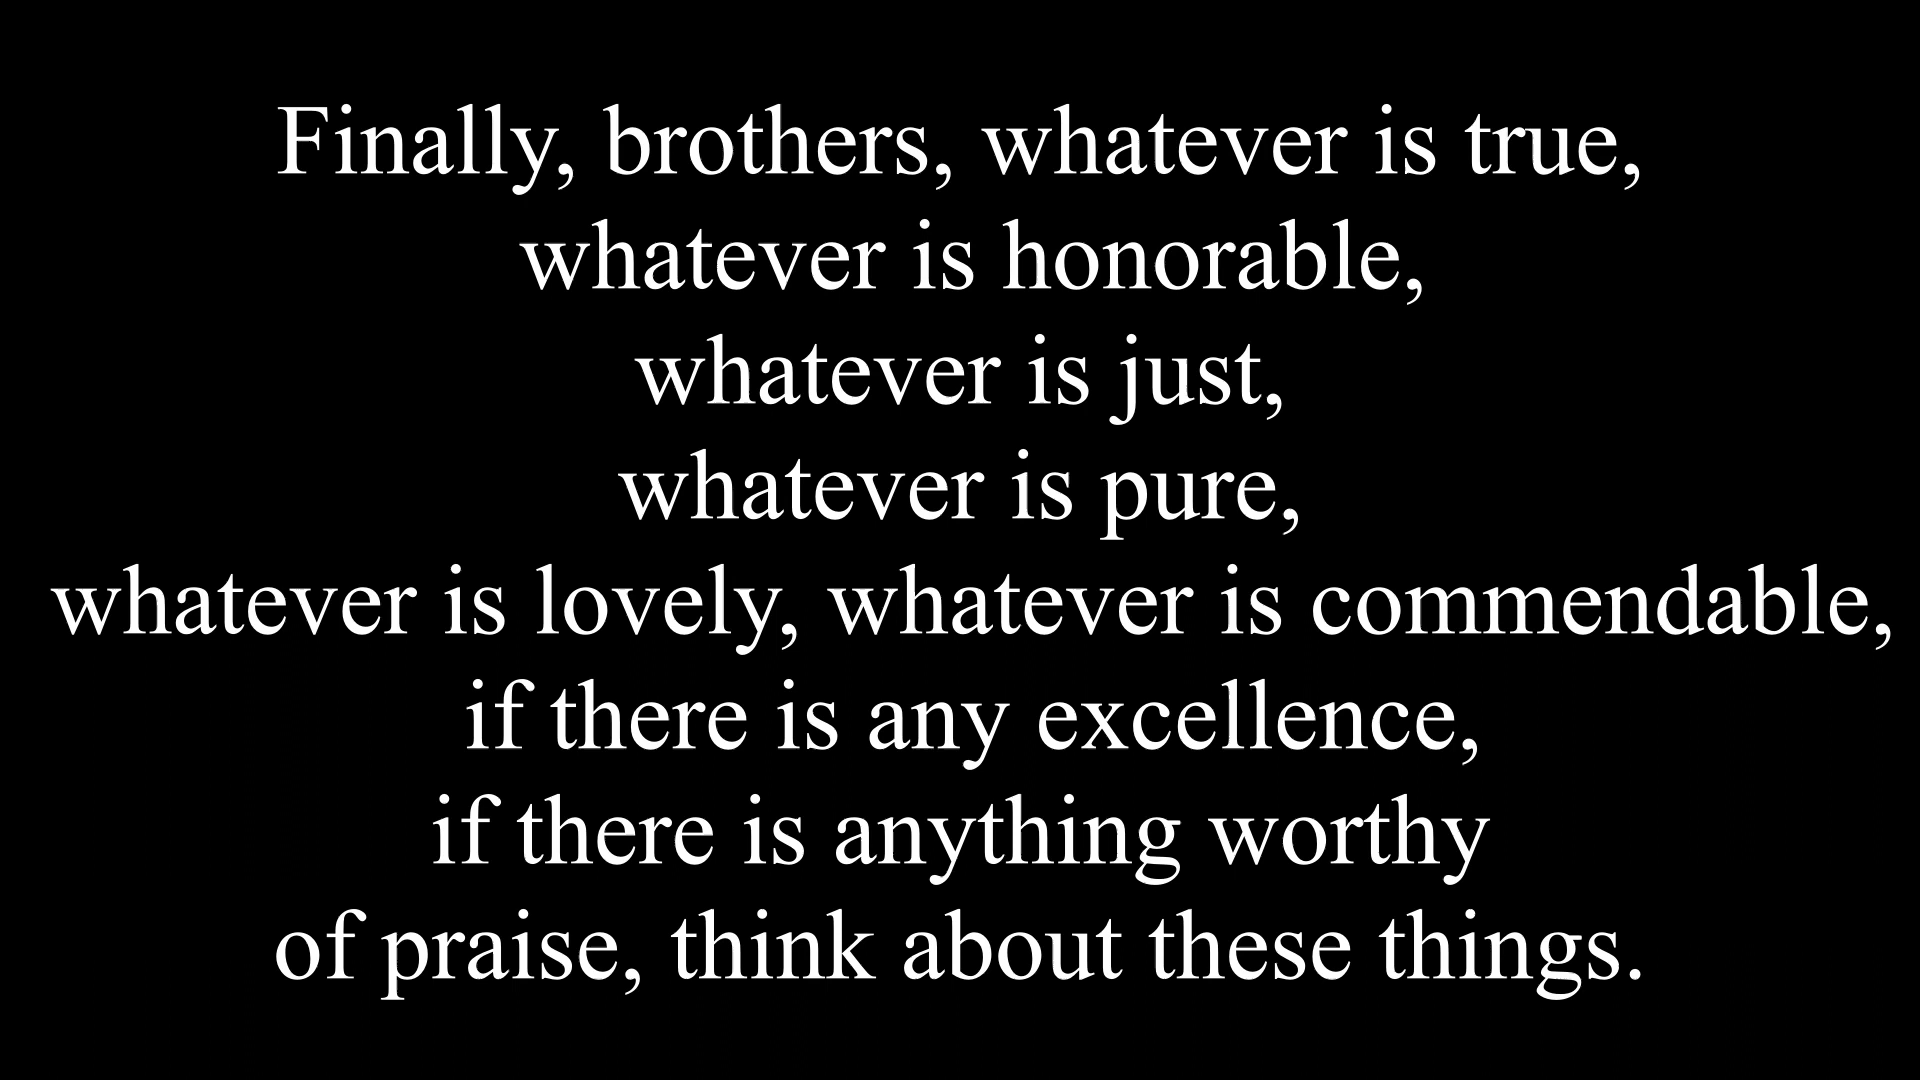 Finally, brothers, whatever is true,
whatever is honorable,
whatever is just,
whatever is pure,
whatever is lovely, whatever is commendable,
if there is any excellence,
if there is anything worthy
of praise, think about these things.